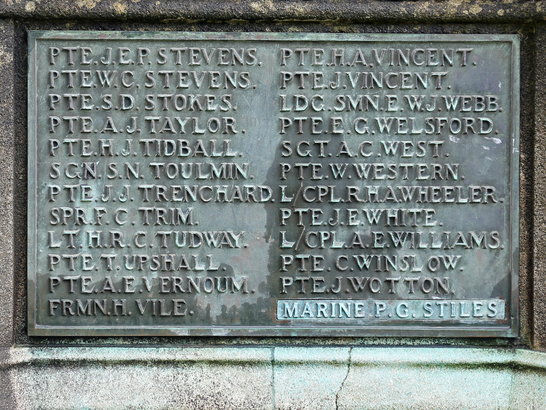 PTE. J. E. P. STEVENS.
PTE. W. C. STEVENS.
PTE. S. D. STOKES.
PTE. A. J. TAYLOR.
PTE. H. J. TIDBALL.
SGN. S. N. TOULMIN.
PTE. J. J. TRENCHARD.
SPR. P. C. TRIM.
LT. H. R. C. TUDWAY.
PTE. T. UPSHALL.
PTE. A. E. VERNOUM.
FRMN. H. VILE.
PTE. H. A. VINCENT.
PTE. J. VINCENT.
LDG. SMN. E. W. J. WEBB.
PTE. E. G. WELSFORD.
SGT. A. C. WEST.
PTE. W. WESTERN.
L/CPL. R. H. A. WHEELER.
PTE. J. E. WHITE.
L/CPL. A. E. WILLIAMS.
PTE. C. WINSLOW.
PTE. J. WOTTON.
MARINE P. G. STILES